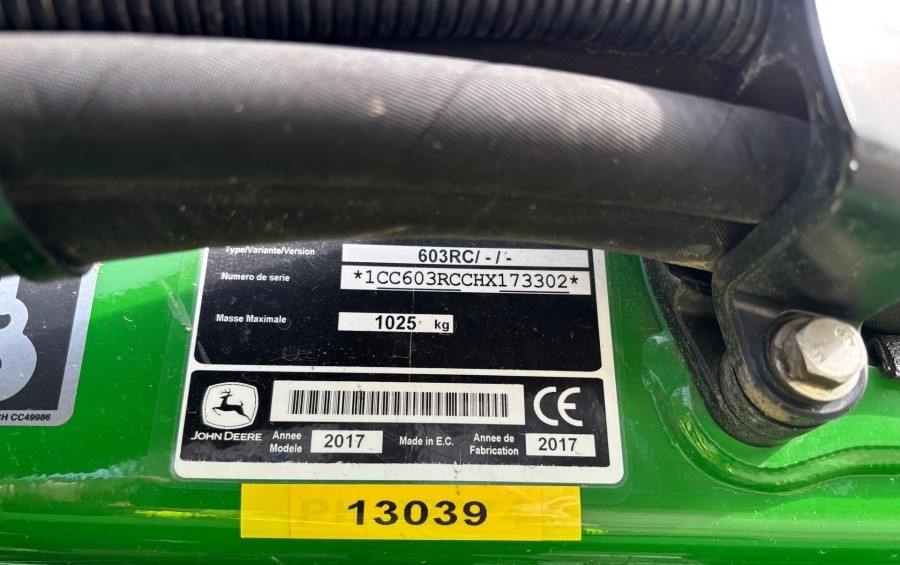 Type/Variante/Version 603RC/ - / -
Numero de serie *1CC603RCCHX173302*
Masse Maximale 1025 kg
JOHN DEERE
Annee Modele 2017
Made in E.C.
Annee de Fabrication 2017
CE
CH CC49986
13039